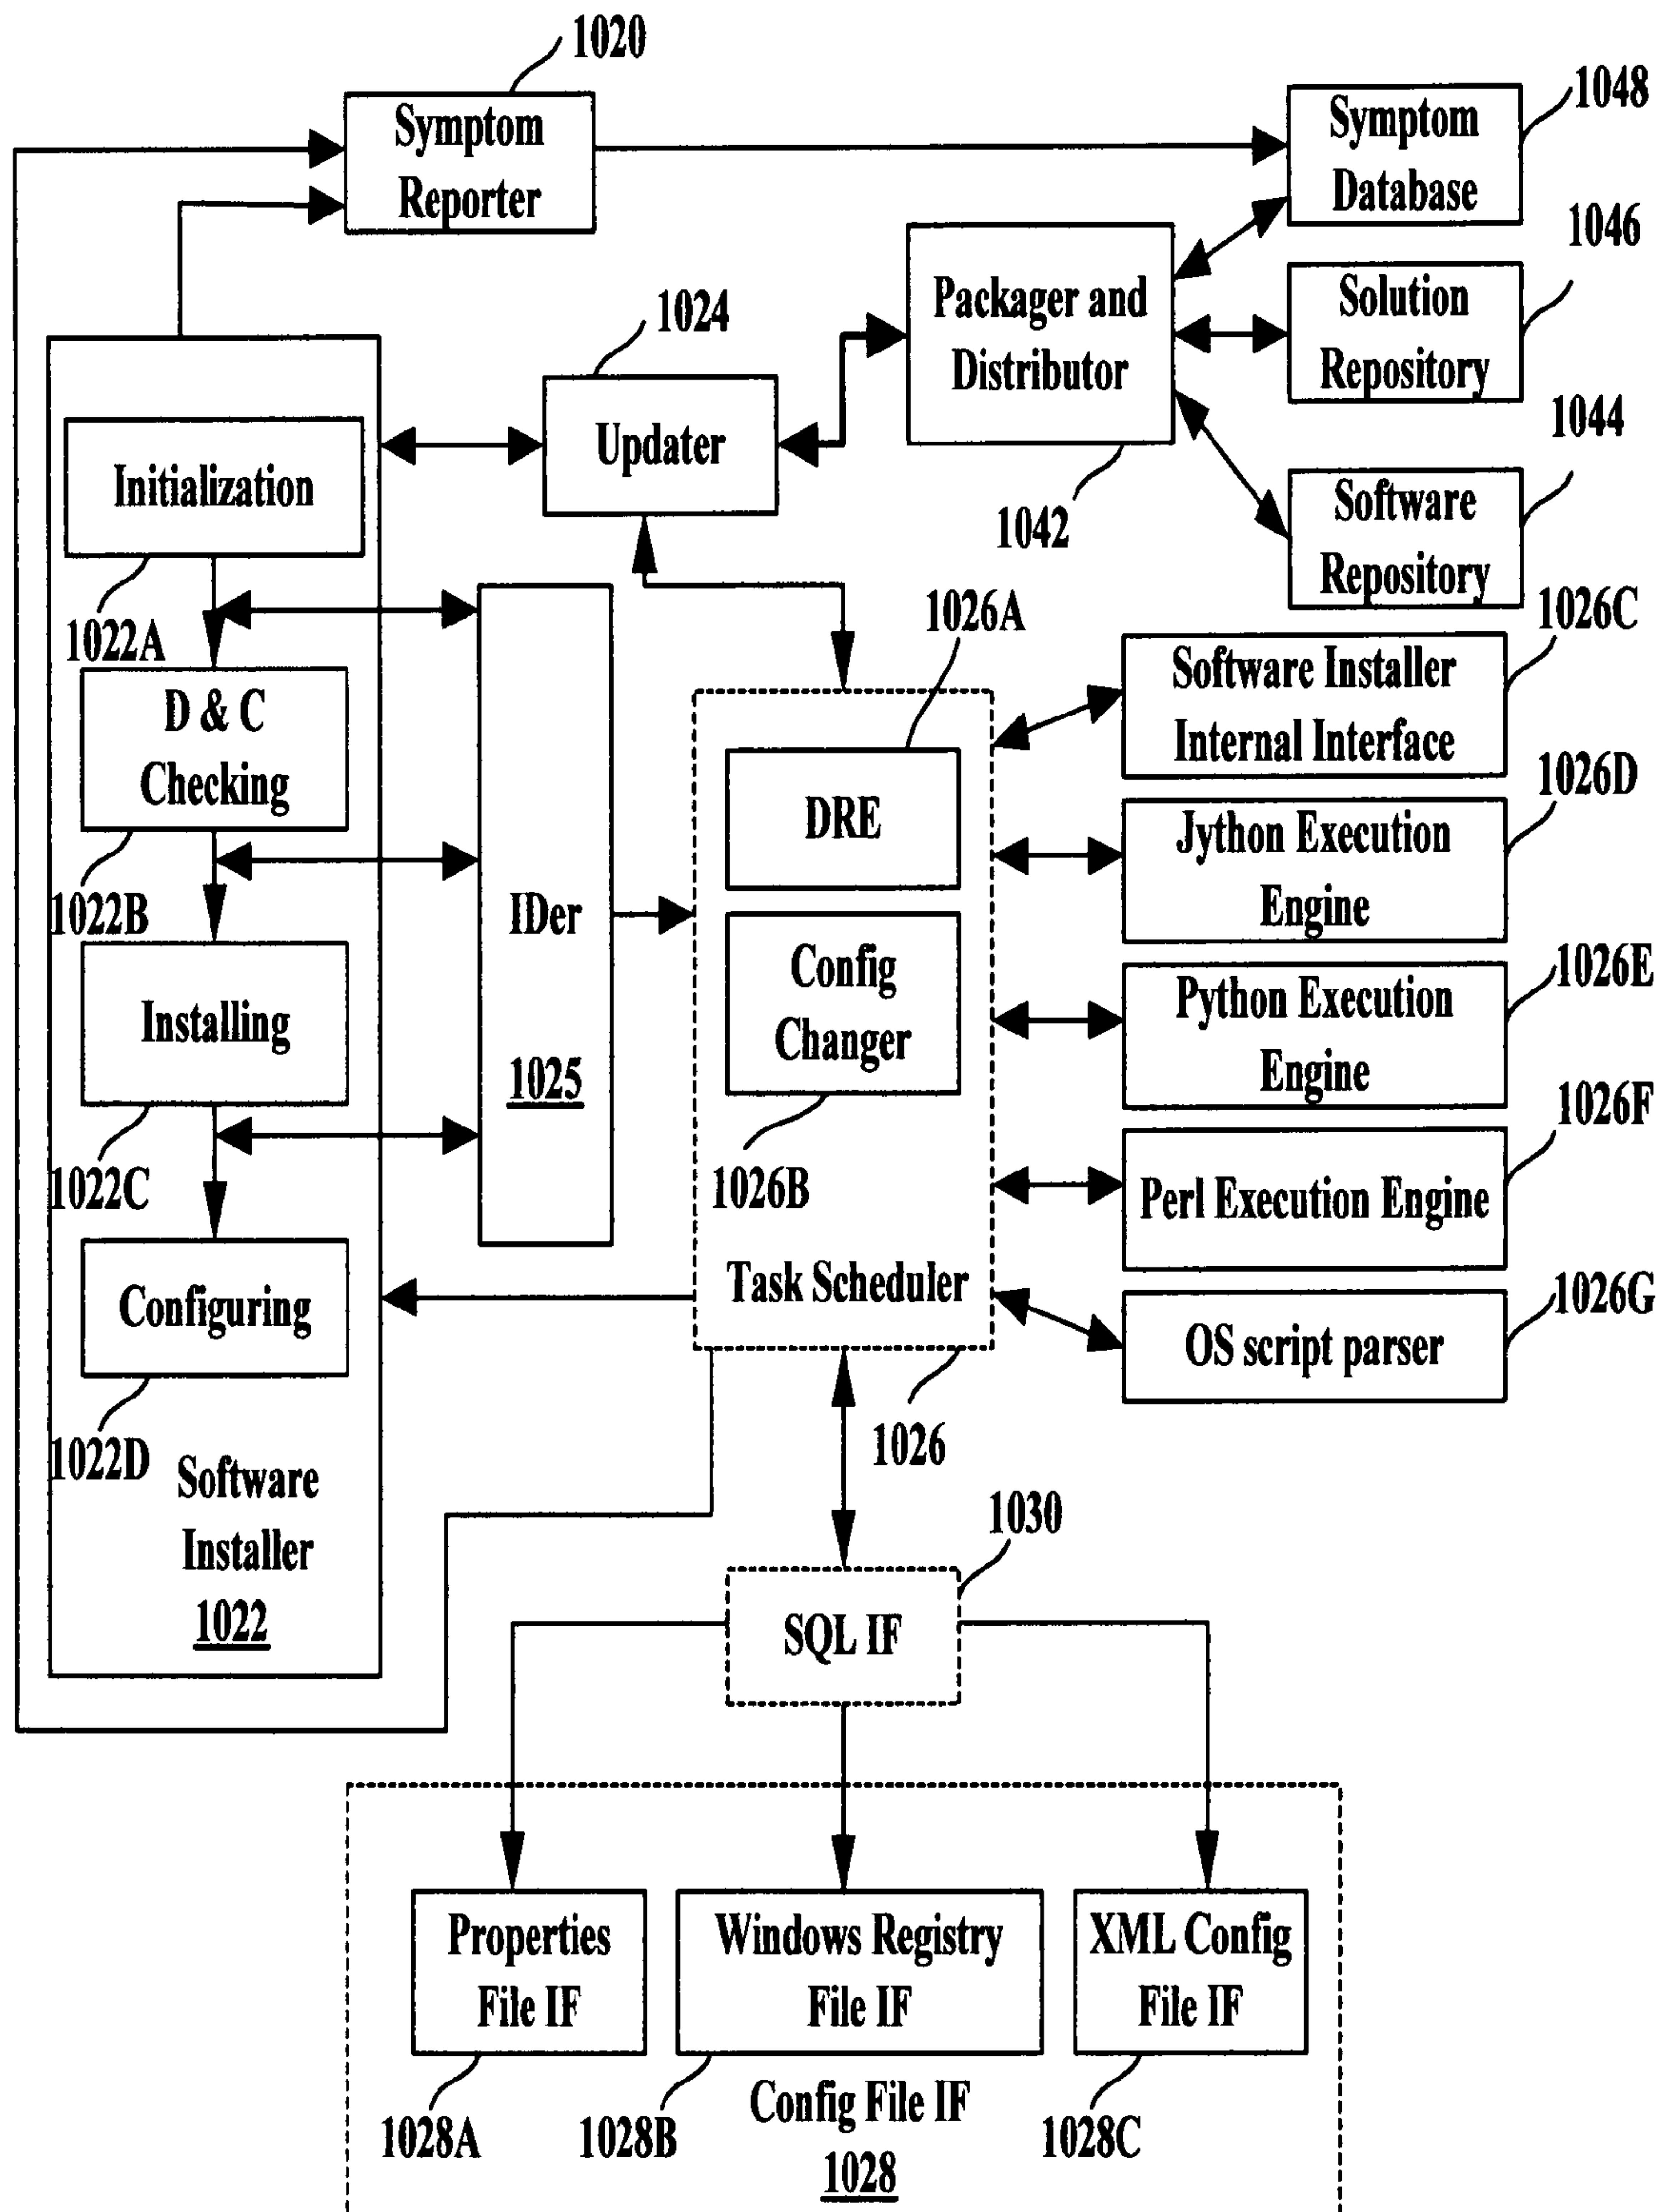 1020
Symptom
Reporter
Symptom
Database
1048
1046
Packager and
Distributor
Solution
Repository
1024
Updater
1044
1042
Software
Repository
Initialization
1022A
1026A
1026C
Software Installer
Internal Interface
D & C
Checking
1022B
DRE
1026D
Jython Execution
Engine
IDer
1025
Config
Changer
1026B
1026E
Python Execution
Engine
Installing
1022C
1026F
Perl Execution Engine
Task Scheduler
1026G
OS script parser
Configuring
1022D
1026
Software
Installer
1022
1030
SQL IF
Properties
File IF
Windows Registry
File IF
XML Config
File IF
1028A
1028B
Config File IF
1028
1028C